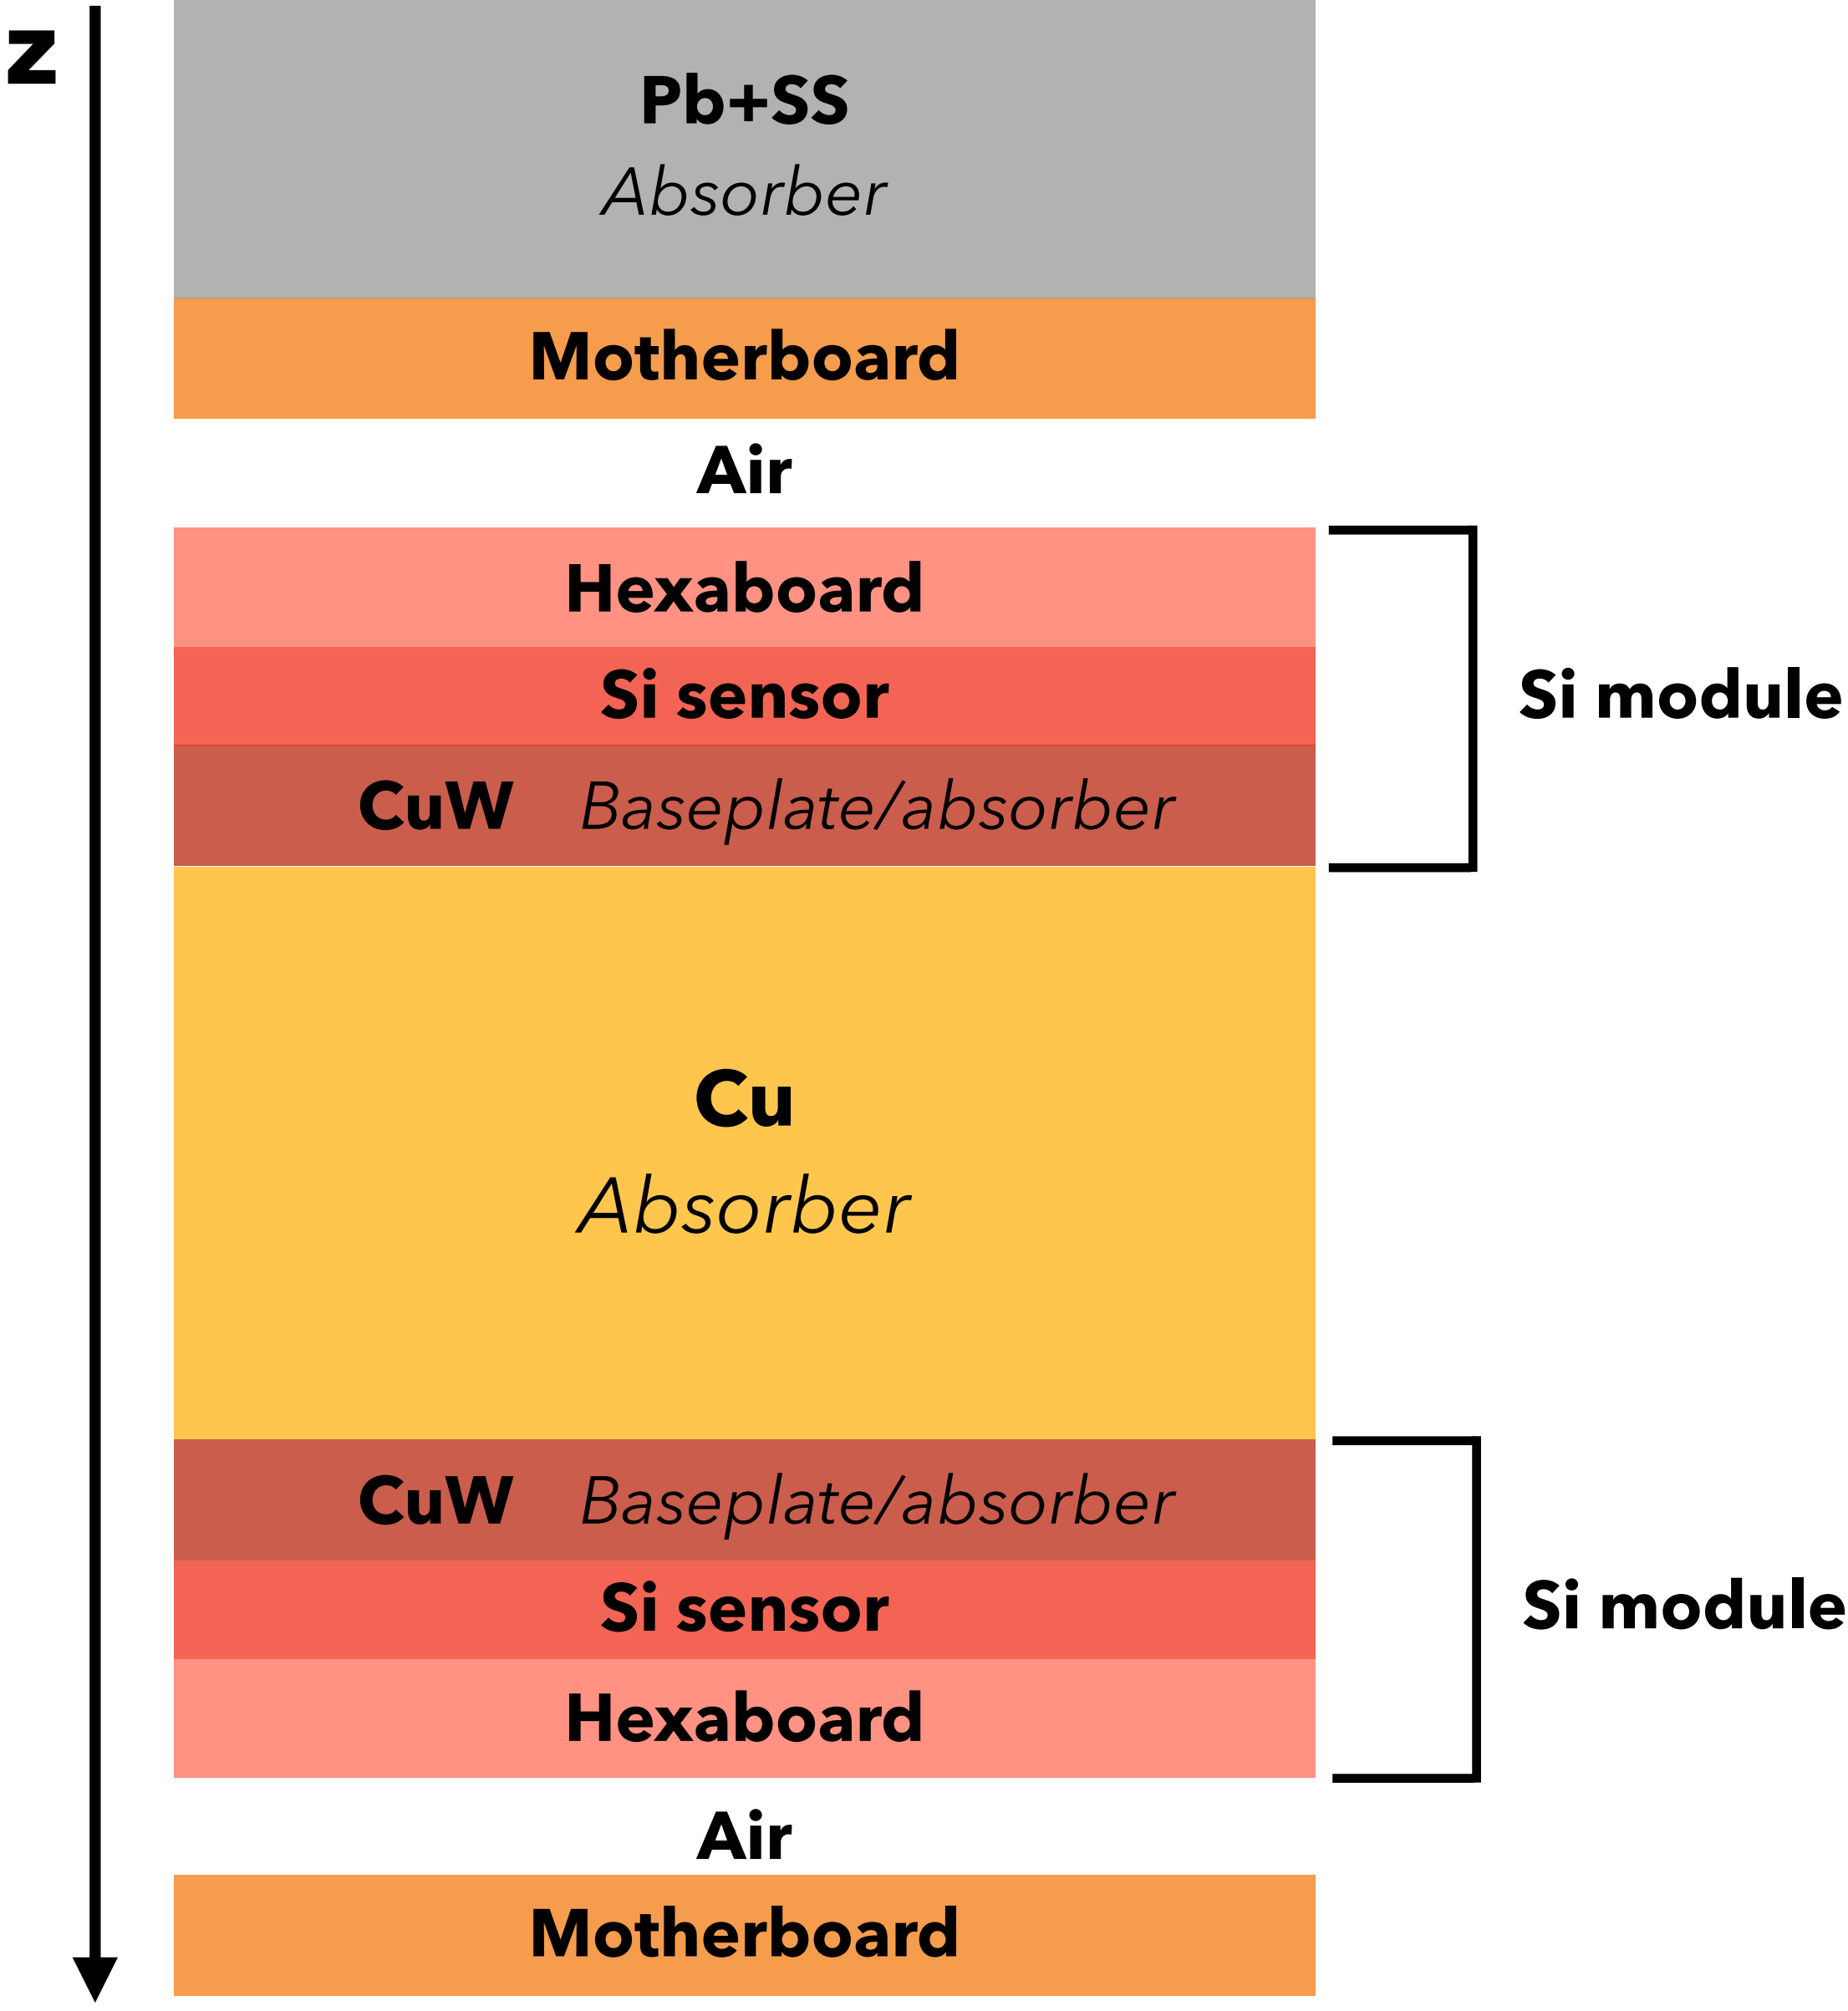 z
Pb+SS
Absorber
Motherboard
Air
Hexaboard
Si sensor
Si module
CuW Baseplate/absorber
Cu
Absorber
CuW Baseplate/absorber
Si sensor
Si module
Hexaboard
Air
Motherboard